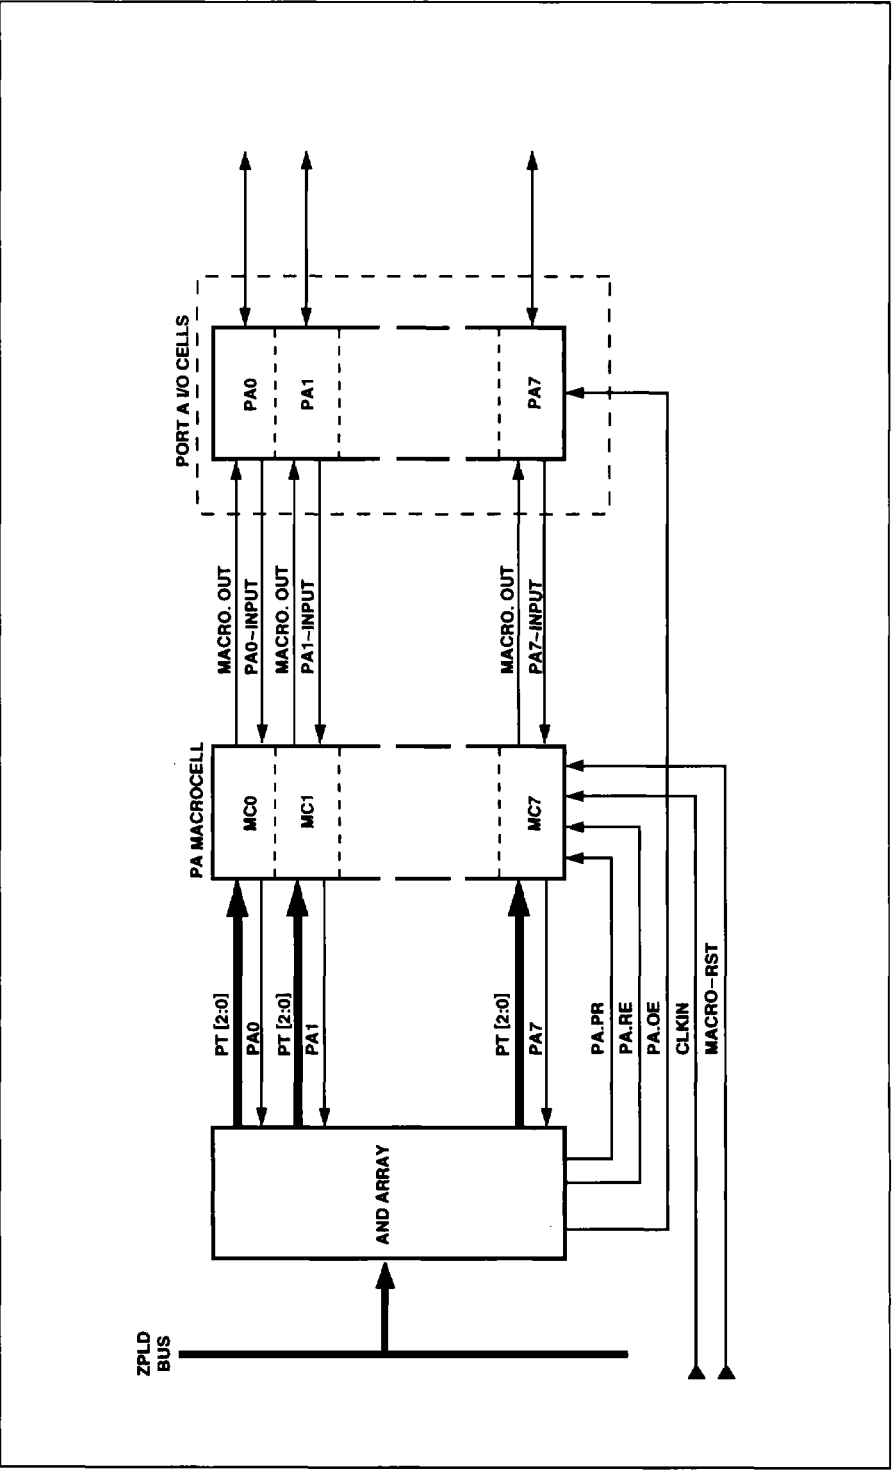 ZPLD
BUS
AND ARRAY
PT [2:0]
PA0
PT [2:0]
PA1
PT [2:0]
PA7
PA.PR
PA.RE
PA.OE
CLKIN
MACRO–RST
PA MACROCELL
MC0
MC1
MC7
MACRO. OUT
PA0~INPUT
MACRO. OUT
PA1~INPUT
MACRO. OUT
PA7~INPUT
PORT A I/O CELLS
PA0
PA1
PA7